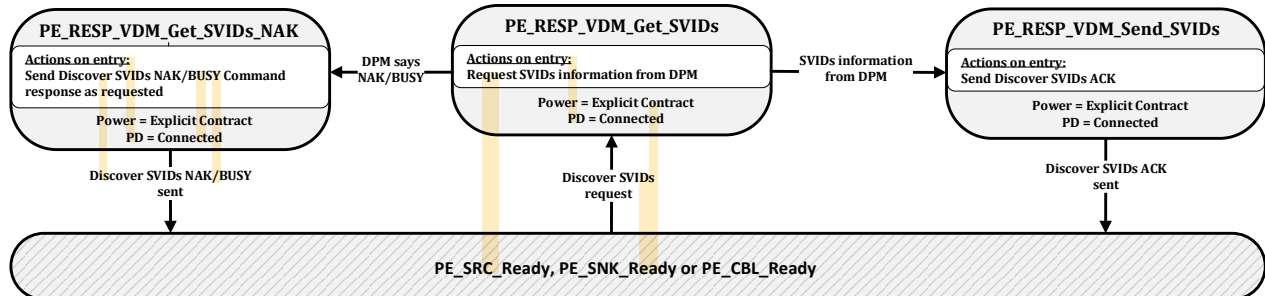 PE_RESP_VDM_Get_SVIDs_NAK
Actions on entry:
Send Discover SVIDs NAK/BUSY Command
response as requested
Power = Explicit Contract
PD = Connected
DPM says
NAK/BUSY
PE_RESP_VDM_Get_SVIDs
Actions on entry:
Request SVIDs information from DPM
Power = Explicit Contract
PD = Connected
SVIDs information
from DPM
PE_RESP_VDM_Send_SVIDs
Actions on entry:
Send Discover SVIDs ACK
Power = Explicit Contract
PD = Connected
Discover SVIDs NAK/BUSY
sent
Discover SVIDs
request
Discover SVIDs ACK
sent
PE_SRC_Ready, PE_SNK_Ready or PE_CBL_Ready